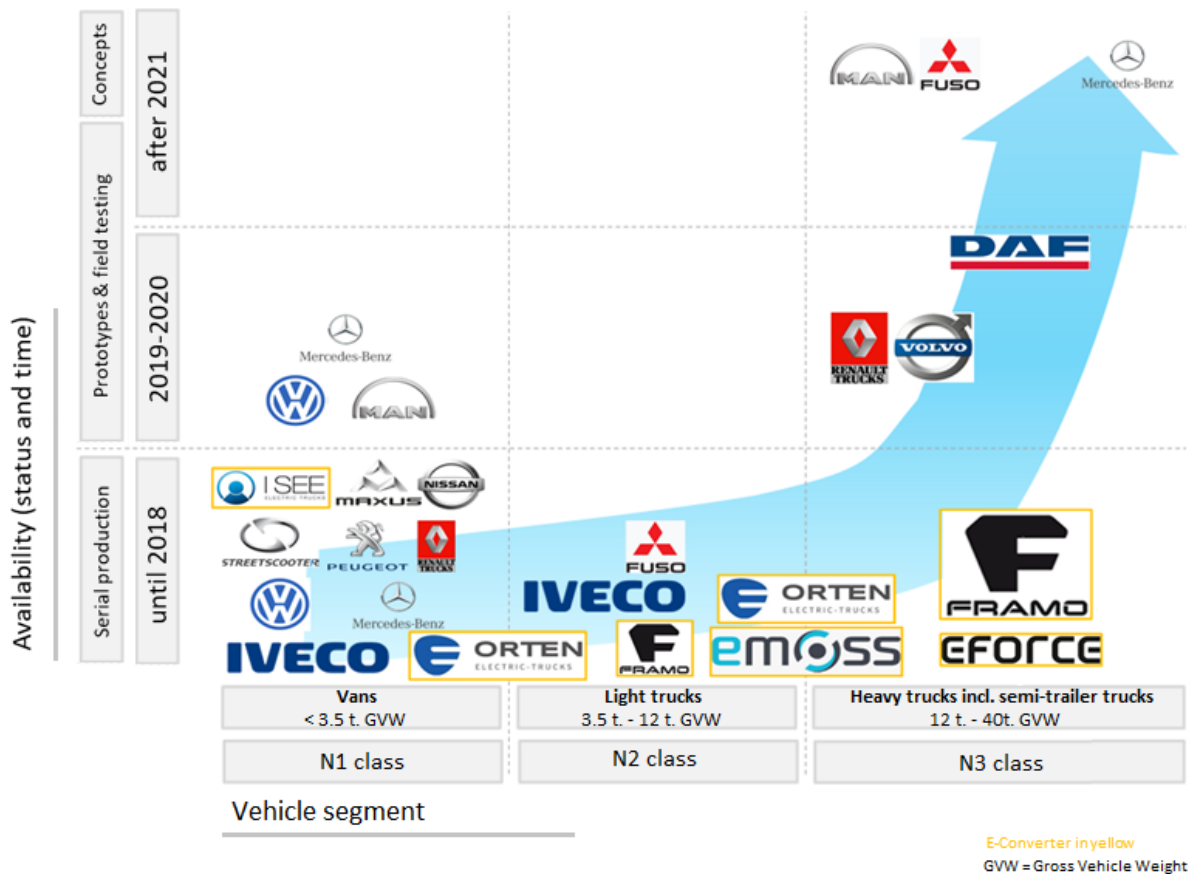 Availability (status and time)
Concepts
Prototypes & field testing
Serial production
after 2021
2019-2020
until 2018
MAN
FUSO
Mercedes-Benz
DAF
Mercedes-Benz
MAN
RENAULT
TRUCKS
VOLVO
I SEE
ELECTRIC TRUCKS
MAXUS
NISSAN
STREETSCOOTER
PEUGEOT
RENAULT
TRUCKS
Mercedes-Benz
IVECO
ORTEN
ELECTRIC-TRUCKS
FUSO
IVECO
ORTEN
ELECTRIC-TRUCKS
FRAMO
emoss
FRAMO
EFORCE
Vans
< 3.5 t. GVW
Light trucks
3.5 t. - 12 t. GVW
Heavy trucks incl. semi-trailer trucks
12 t. - 40t. GVW
N1 class
N2 class
N3 class
Vehicle segment
E-Converter in yellow
GVW = Gross Vehicle Weight